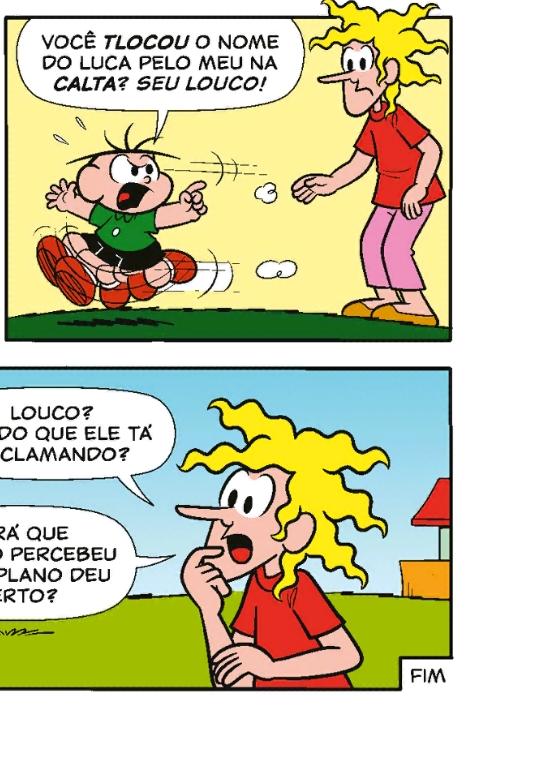 VOCÊ TLOCOU O NOME
DO LUCA PELO MEU NA
CALTA? SEU LOUCO!
LOUCO?
DO QUE ELE TÁ
CLAMANDO?
RÁ QUE
PERCEBEU
PLANO DEU
ERTO?
FIM